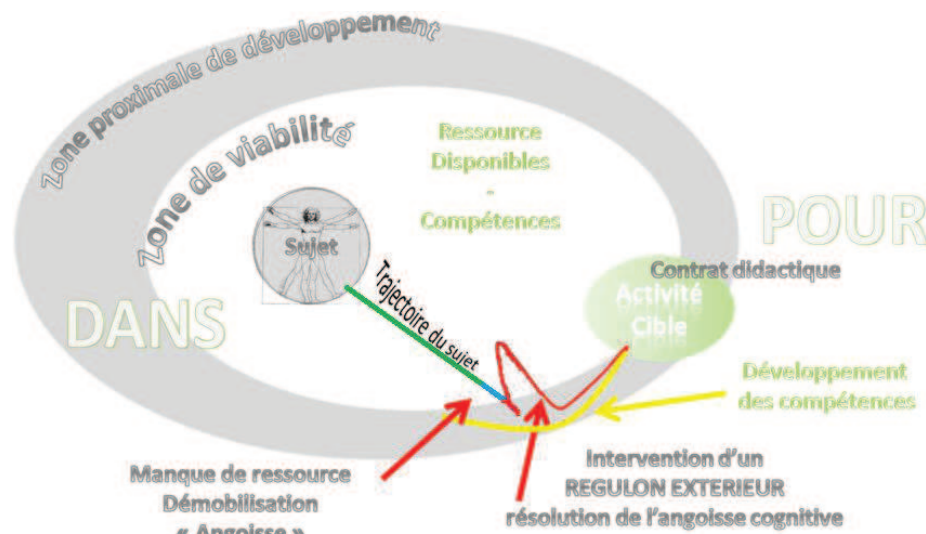 Zone proximale de développement
Zone de viabilité
Ressource
Disponibles
-
Compétences
POUR
Sujet
Contrat didactique
Activité
Cible
DANS
Trajectoire du sujet
Développement
des compétences
Manque de ressource
Démobilisation
« Angoisse »
Intervention d'un
REGULON EXTERIEUR
résolution de l'angoisse cognitive